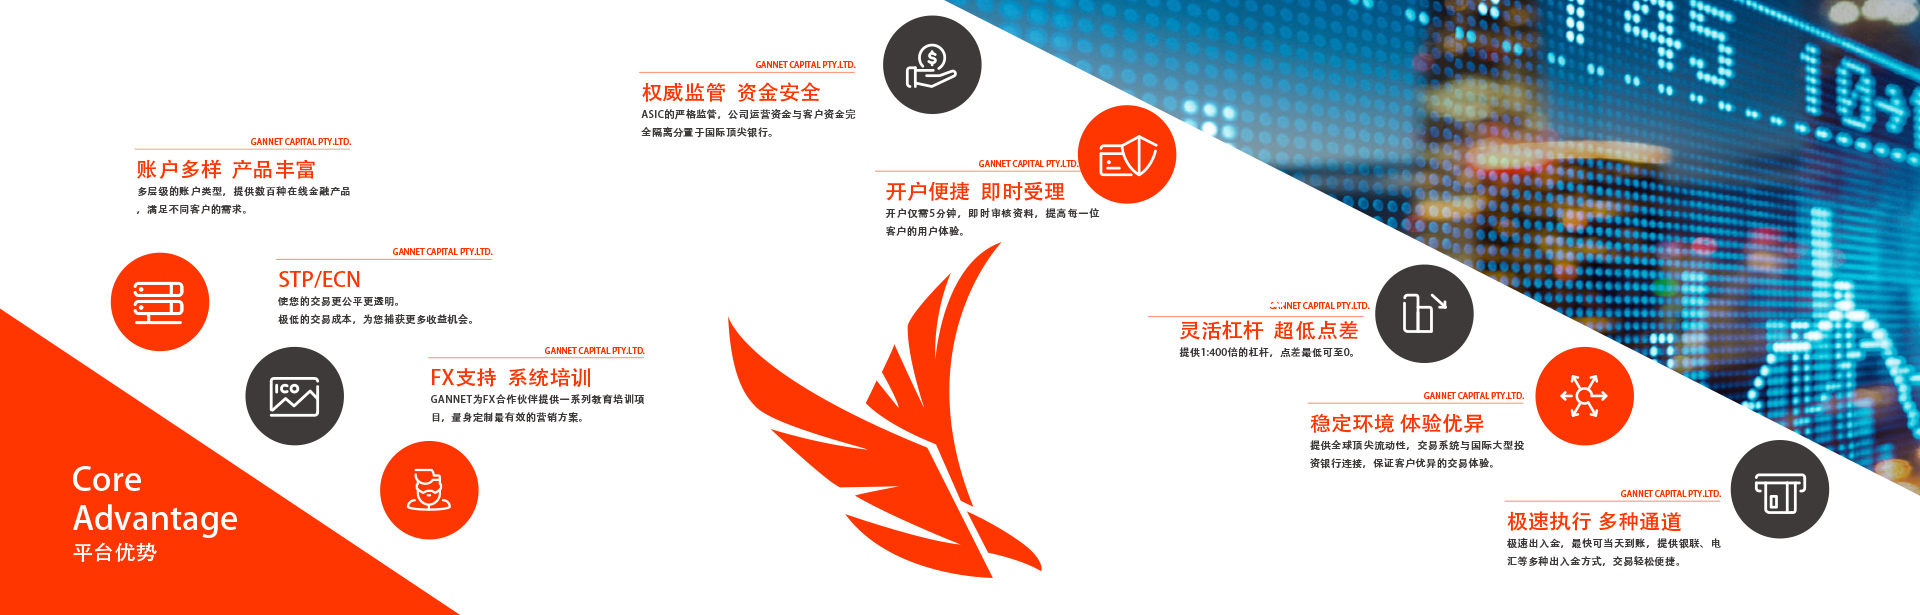 GANNET CAPITAL PTY.LTD.
账户多样 产品丰富
多层级的账户类型，提供数百种在线金融产品
，满足不同客户的需求。
GANNET CAPITAL PTY.LTD.
STP/ECN
使您的交易更公平更透明。
极低的交易成本，为您捕获更多收益机会。
ICO
GANNET CAPITAL PTY.LTD.
FX支持 系统培训
GANNET为FX合作伙伴提供一系列教育培训项
目，量身定制最有效的营销方案。
Core
Advantage
平台优势
GANNET CAPITAL PTY.LTD.
权威监管 资金安全
ASIC的严格监管，公司运营资金与客户资金完
全隔离分置于国际顶尖银行。
$
GANNET CAPITAL PTY.LTD.
开户便捷 即时受理
开户仅需5分钟，即时审核资料，提高每一位
客户的用户体验。
GANNET CAPITAL PTY.LTD.
灵活杠杆 超低点差
提供1:400倍的杠杆，点差最低可至0。
GANNET CAPITAL PTY.LTD.
稳定环境 体验优异
提供全球顶尖流动性，交易系统与国际大型投
资银行连接，保证客户优异的交易体验。
GANNET CAPITAL PTY.LTD.
极速执行 多种通道
极速出入金，最快可当天到账，提供银联、电
汇等多种出入金方式，交易轻松便捷。